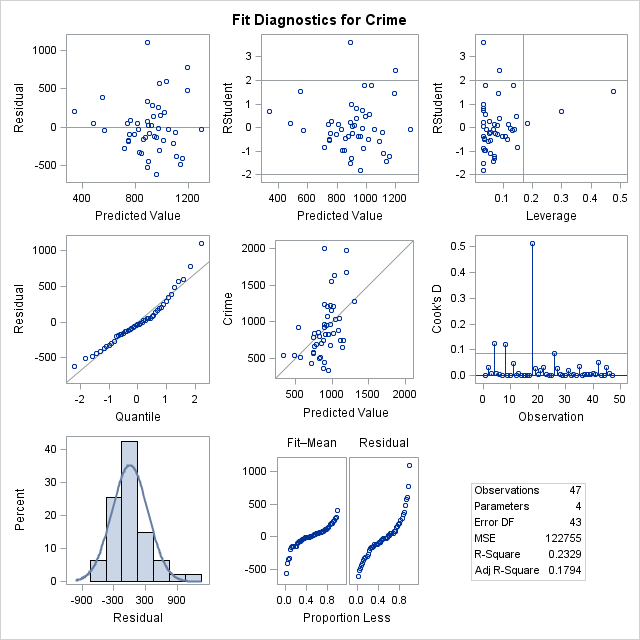 Fit Diagnostics for Crime
Residual
1000
500
0
-500
400 800 1200
Predicted Value
RStudent
3
2
1
0
-1
-2
400 600 800 1000 1200
Predicted Value
RStudent
3
2
1
0
-1
-2
0.1 0.2 0.3 0.4 0.5
Leverage
Residual
1000
500
0
-500
-2 -1 0 1 2
Quantile
Crime
2000
1500
1000
500
500 1000 1500 2000
Predicted Value
Cook's D
0.5
0.4
0.3
0.2
0.1
0.0
0 10 20 30 40 50
Observation
Percent
40
30
20
10
0
-900 -300 300 900
Residual
Fit–Mean Residual
1000
500
0
-500
0.0 0.4 0.8 0.0 0.4 0.8
Proportion Less
Observations 47
Parameters 4
Error DF 43
MSE 122755
R-Square 0.2329
Adj R-Square 0.1794